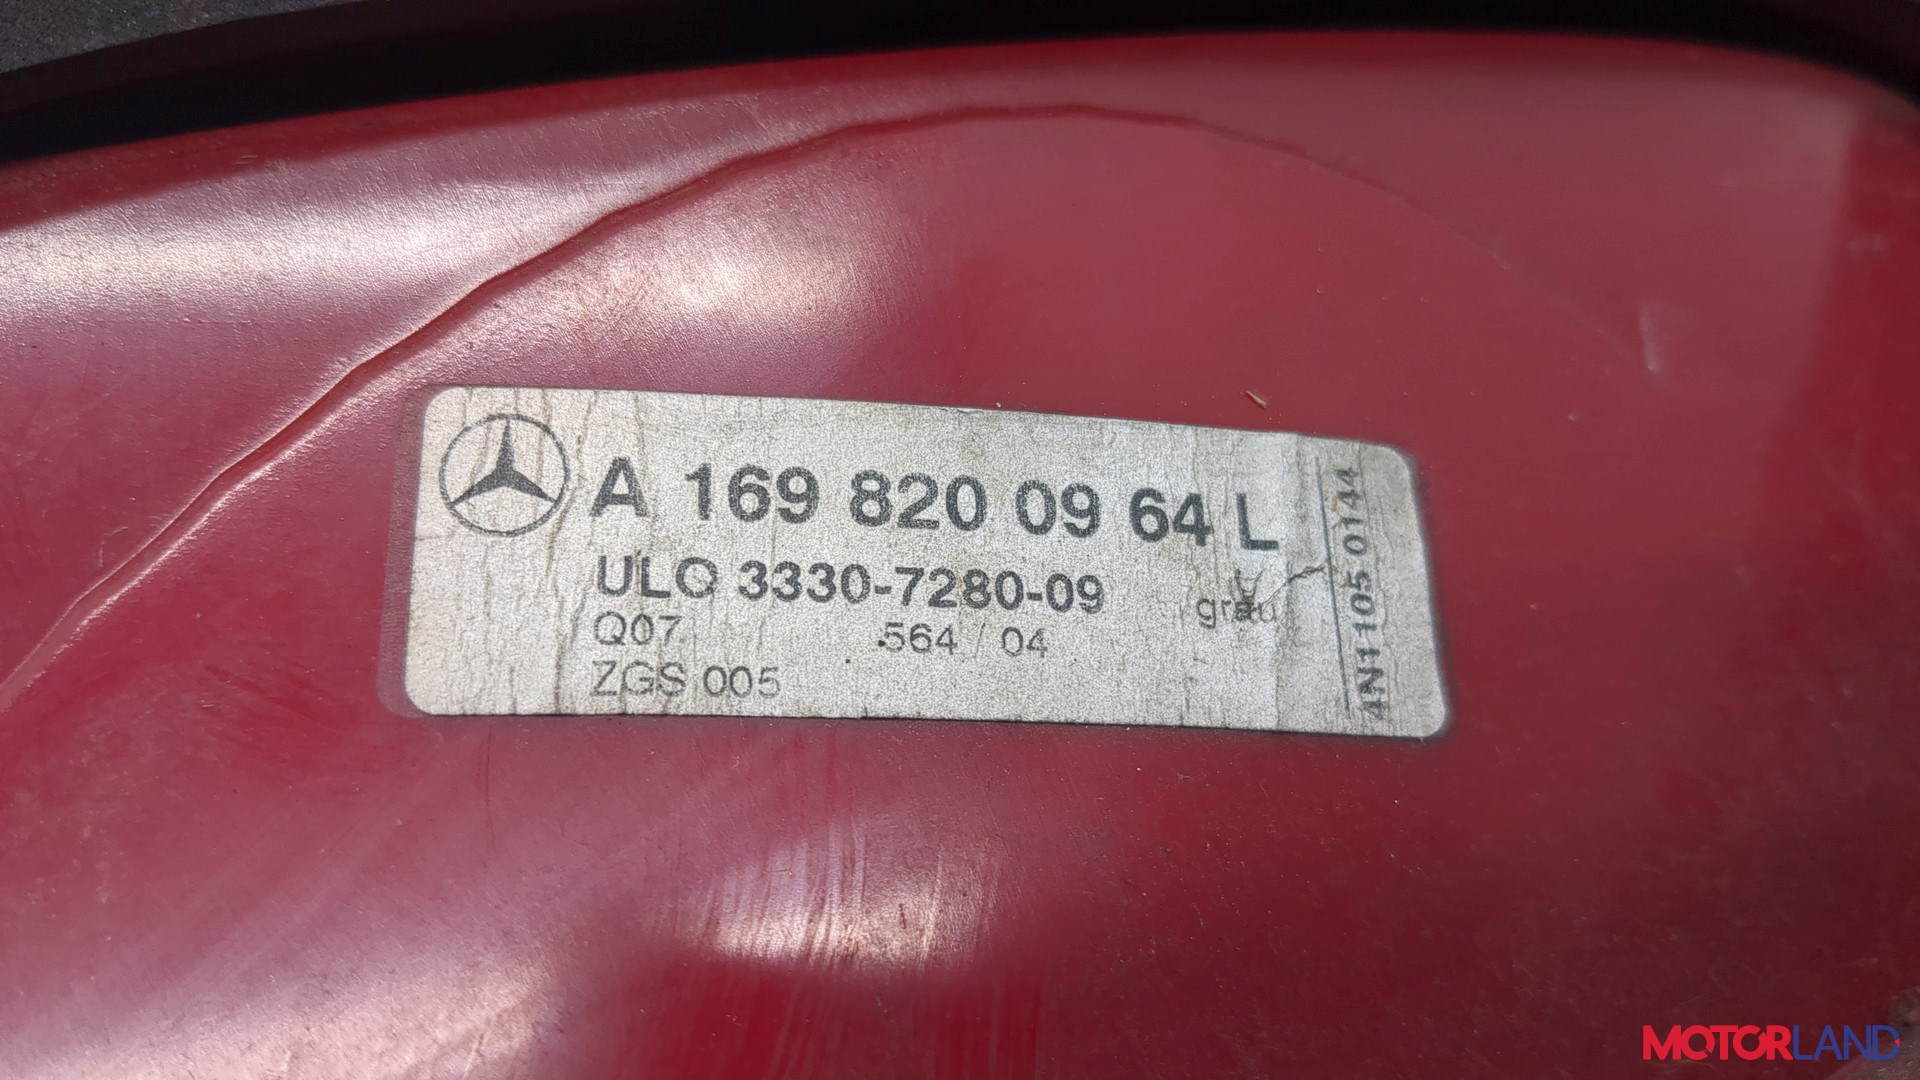 A 169 820 09 64 L
ULO 3330-7280-09
grau
Q07 564 / 04
ZGS 005
4N1105 0144
MOTORLAND